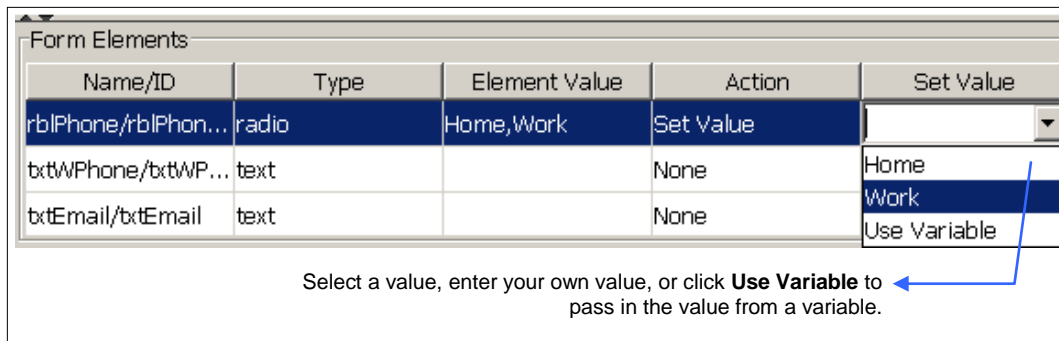 Form Elements
Name/ID Type Element Value Action Set Value
rblPhone/rblPhon... radio Home,Work Set Value
txtWPhone/txtWP... text None Home
Work
txtEmail/txtEmail text None Use Variable
Select a value, enter your own value, or click Use Variable to
pass in the value from a variable.